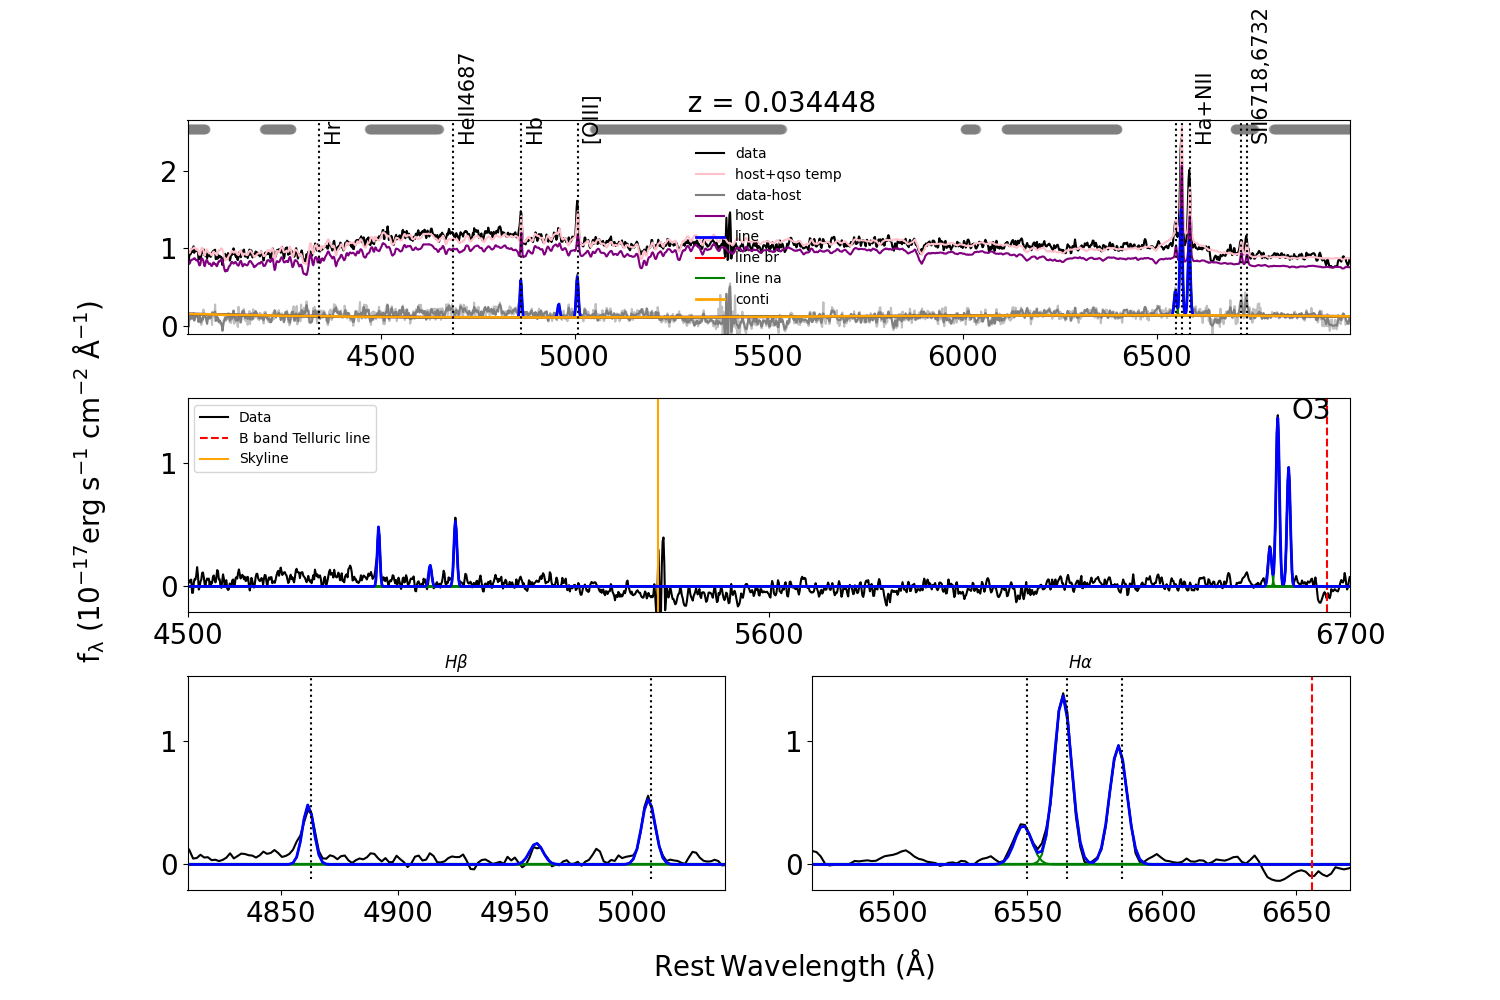 z = 0.034448
Hr
HeII4687
Hb
[OIII]
Ha+NII
SII6718,6732
data
host+qso temp
data-host
host
line
line br
line na
conti
2
1
0
4500
5000
5500
6000
6500
Data
B band Telluric line
Skyline
O3
1
0
4500
5600
6700
Hβ
1
0
4850
4900
4950
5000
Hα
1
0
6500
6550
6600
6650
fλ (10−17erg s−1 cm−2 Å−1)
Rest Wavelength (Å)